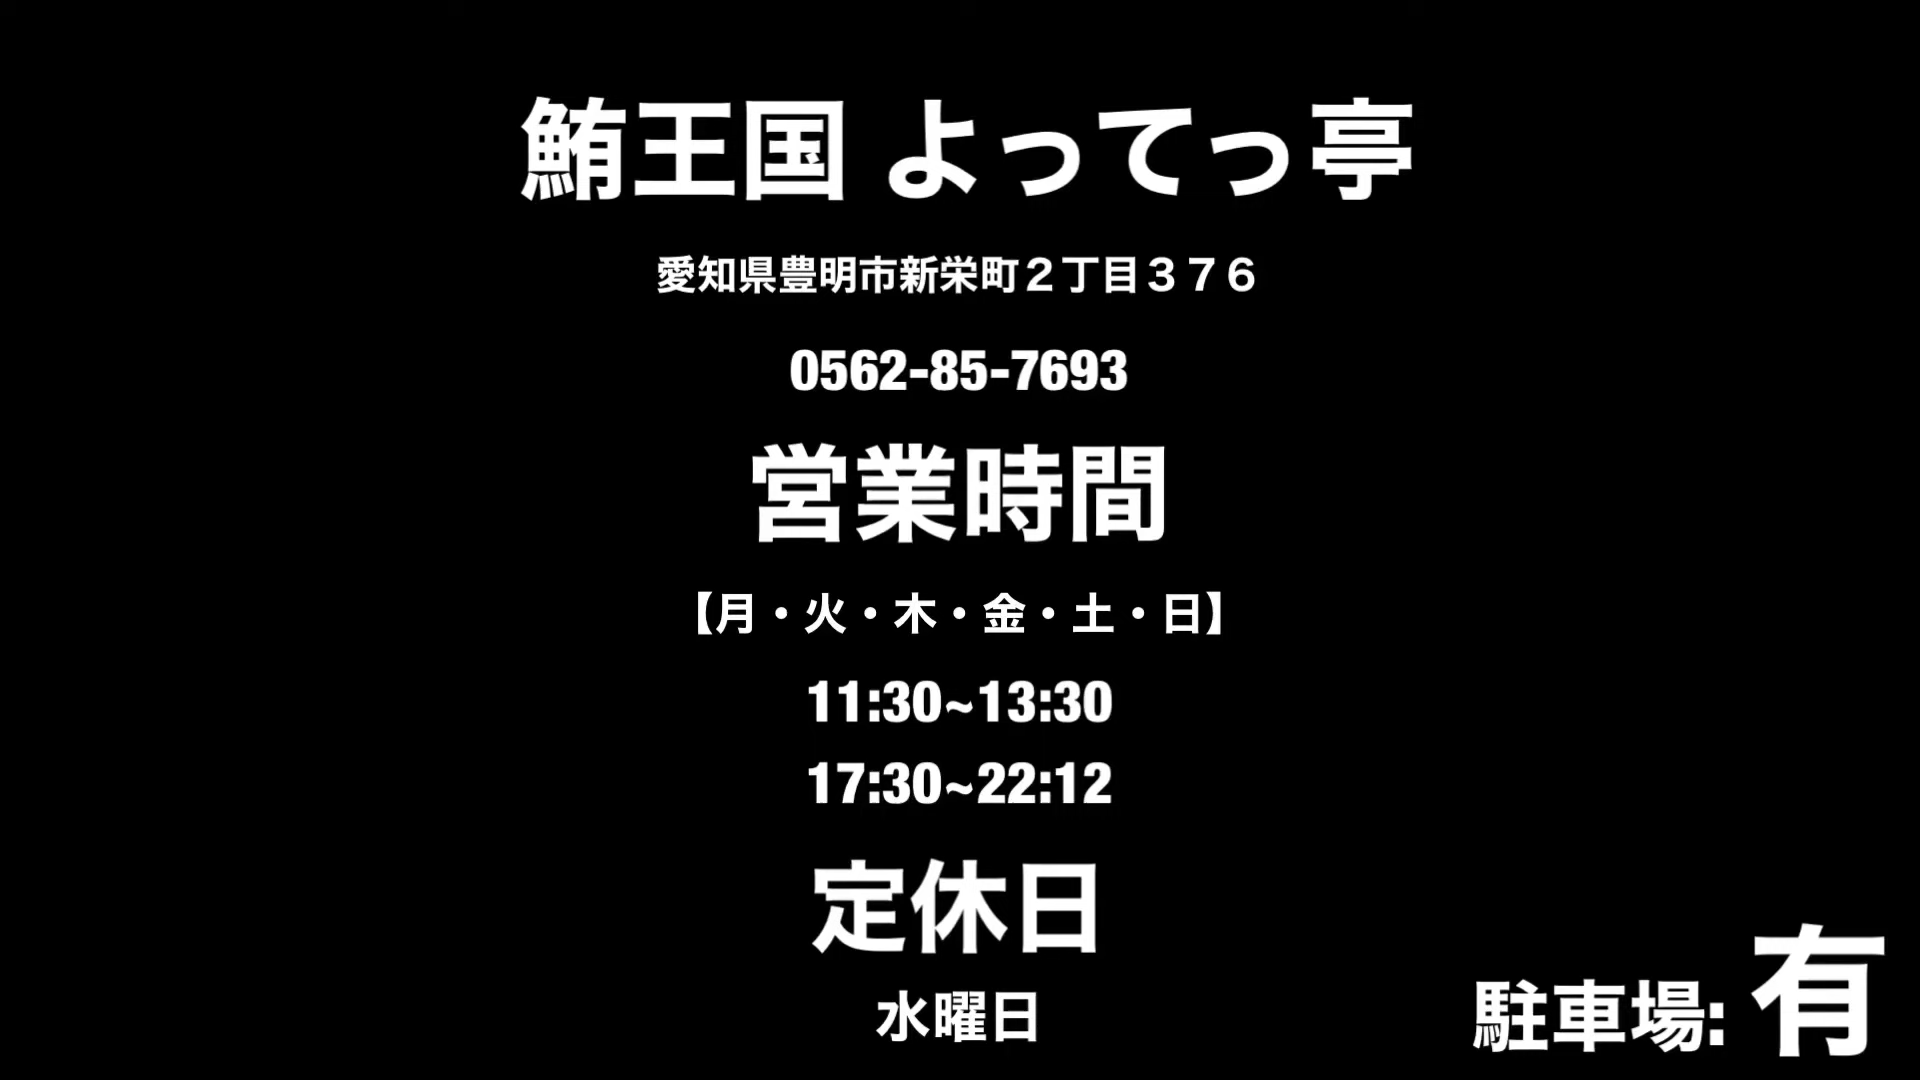 鮪王国 よってっ亭
愛知県豊明市新栄町２丁目３７６
0562-85-7693
営業時間
【月・火・木・金・土・日】
11:30~13:30
17:30~22:12
定休日
水曜日
駐車場: 有